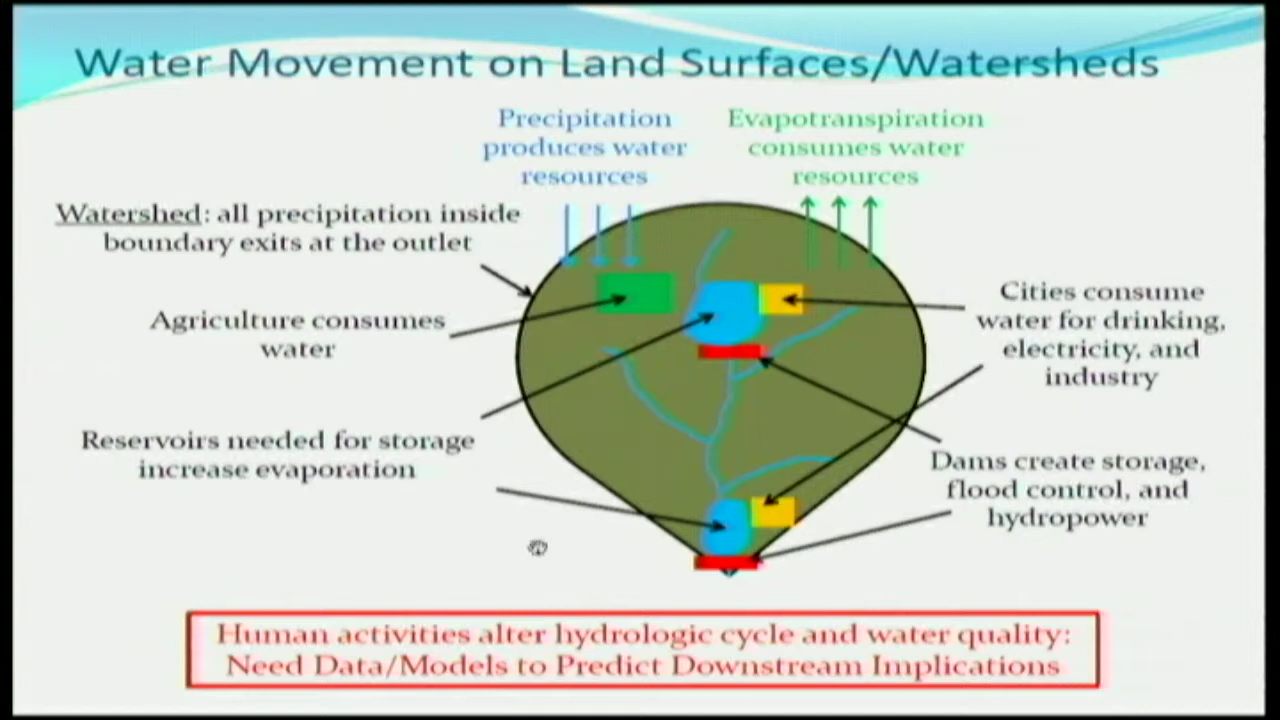 Water Movement on Land Surfaces/Watersheds
Precipitation
produces water
resources
Evapotranspiration
consumes water
resources
Watershed: all precipitation inside
boundary exits at the outlet
Agriculture consumes
water
Reservoirs needed for storage
increase evaporation
Cities consume
water for drinking,
electricity, and
industry
Dams create storage,
flood control, and
hydropower
Human activities alter hydrologic cycle and water quality:
Need Data/Models to Predict Downstream Implications